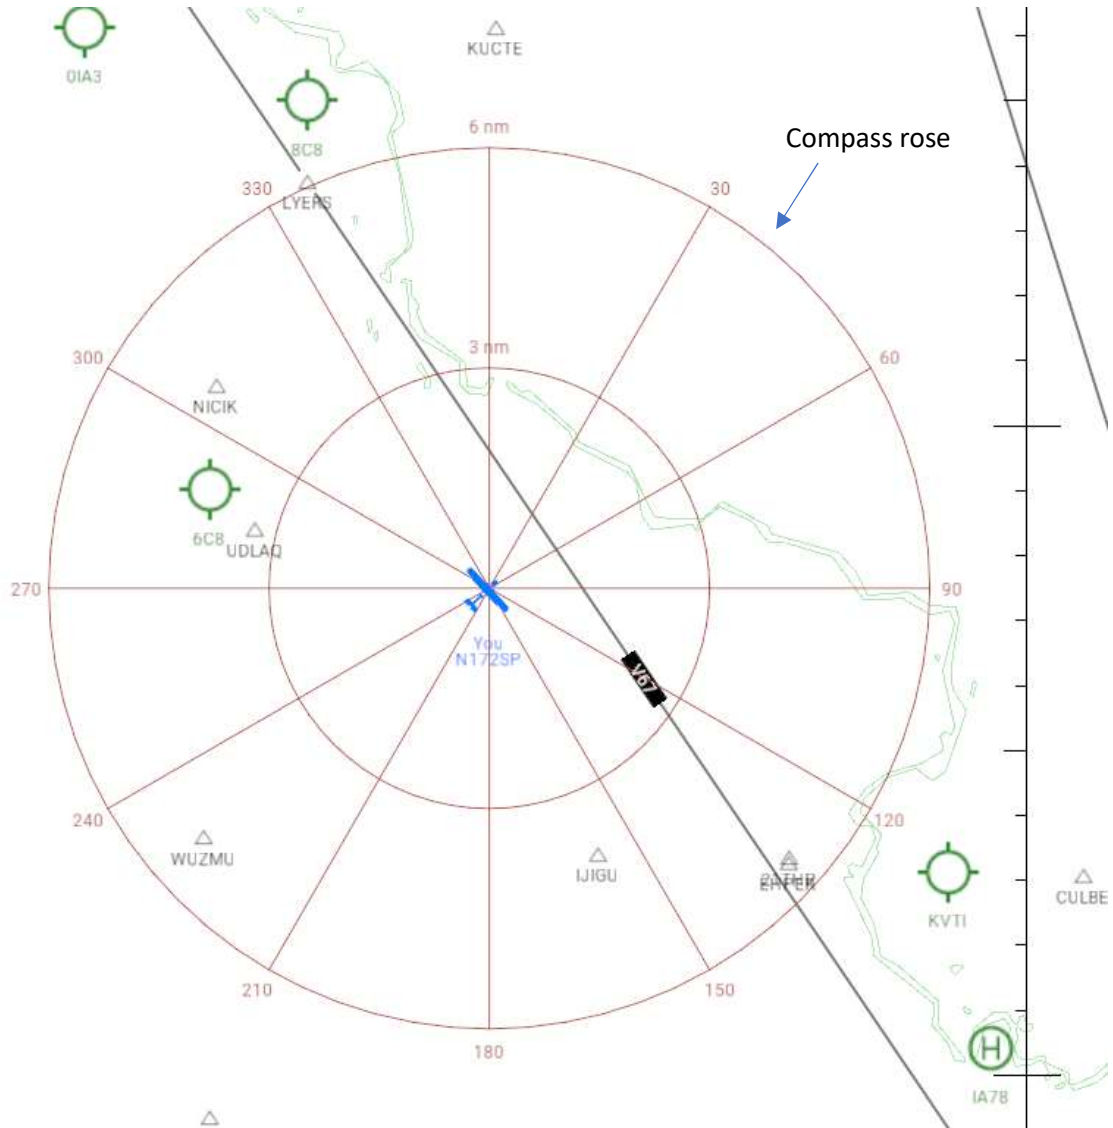 KUCTE
0IA3
6 nm
Compass rose
8C8
330
30
LYERS
3 nm
300
60
NICIK
6C8
UDLAQ
270
90
You
N172SP
V67
240
120
WUZMU
IJIGU
CULBE
KVTI
210
150
180
H
IA78